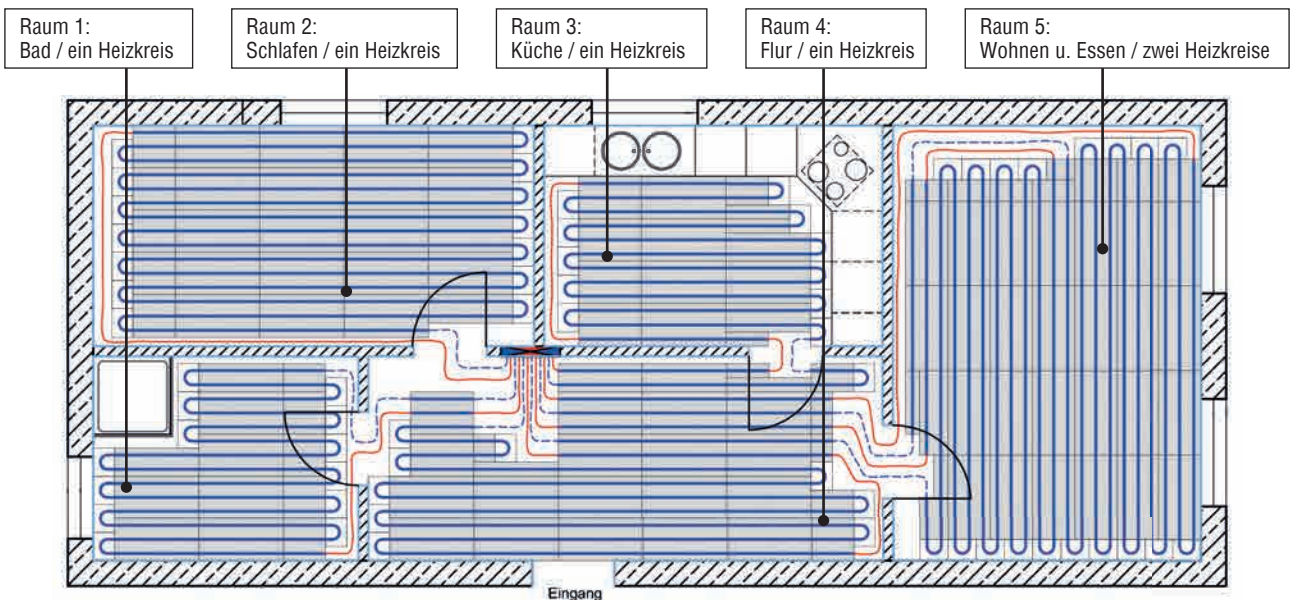 Raum 1:
Bad / ein Heizkreis
Raum 2:
Schlafen / ein Heizkreis
Raum 3:
Küche / ein Heizkreis
Raum 4:
Flur / ein Heizkreis
Raum 5:
Wohnen u. Essen / zwei Heizkreise
Eingang